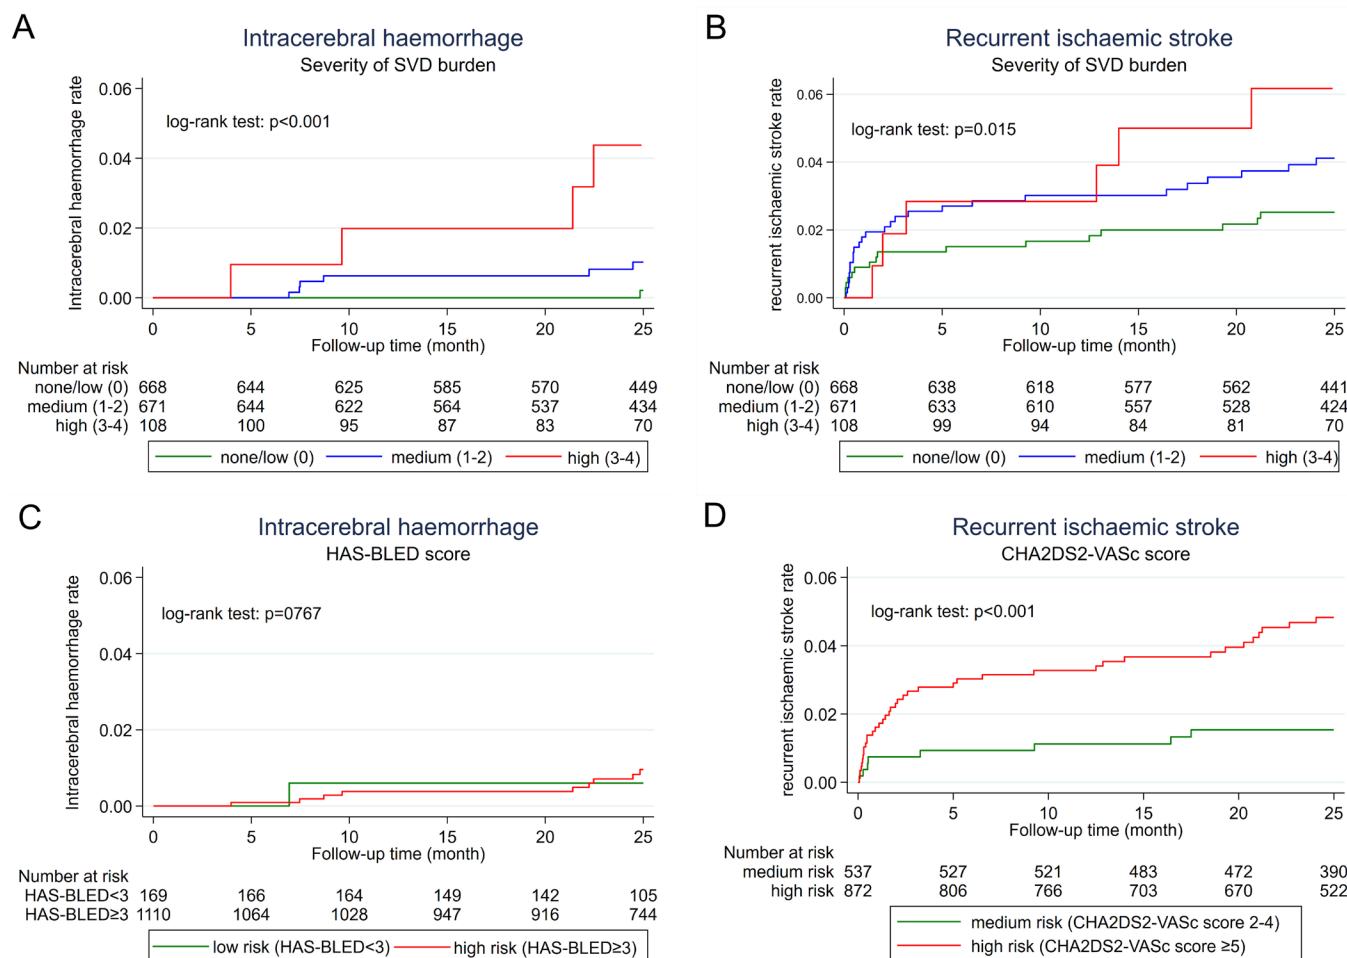 A
Intracerebral haemorrhage
Severity of SVD burden
Intracerebral haemorrhage rate
0.06
0.04
0.02
0.00
log-rank test: p<0.001
0 5 10 15 20 25
Follow-up time (month)
Number at risk
none/low (0) 668 644 625 585 570 449
medium (1-2) 671 644 622 564 537 434
high (3-4) 108 100 95 87 83 70
none/low (0) medium (1-2) high (3-4)
B
Recurrent ischaemic stroke
Severity of SVD burden
recurrent ischaemic stroke rate
0.06
0.04
0.02
0.00
log-rank test: p=0.015
0 5 10 15 20 25
Follow-up time (month)
Number at risk
none/low (0) 668 638 618 577 562 441
medium (1-2) 671 633 610 557 528 424
high (3-4) 108 99 94 84 81 70
none/low (0) medium (1-2) high (3-4)
C
Intracerebral haemorrhage
HAS-BLED score
Intracerebral haemorrhage rate
0.06
0.04
0.02
0.00
log-rank test: p=0767
0 5 10 15 20 25
Follow-up time (month)
Number at risk
HAS-BLED<3 169 166 164 149 142 105
HAS-BLED≥3 1110 1064 1028 947 916 744
low risk (HAS-BLED<3) high risk (HAS-BLED≥3)
D
Recurrent ischaemic stroke
CHA2DS2-VASc score
recurrent ischaemic stroke rate
0.06
0.04
0.02
0.00
log-rank test: p<0.001
0 5 10 15 20 25
Follow-up time (month)
Number at risk
medium risk 537 527 521 483 472 390
high risk 872 806 766 703 670 522
medium risk (CHA2DS2-VASc score 2-4)
high risk (CHA2DS2-VASc score ≥5)